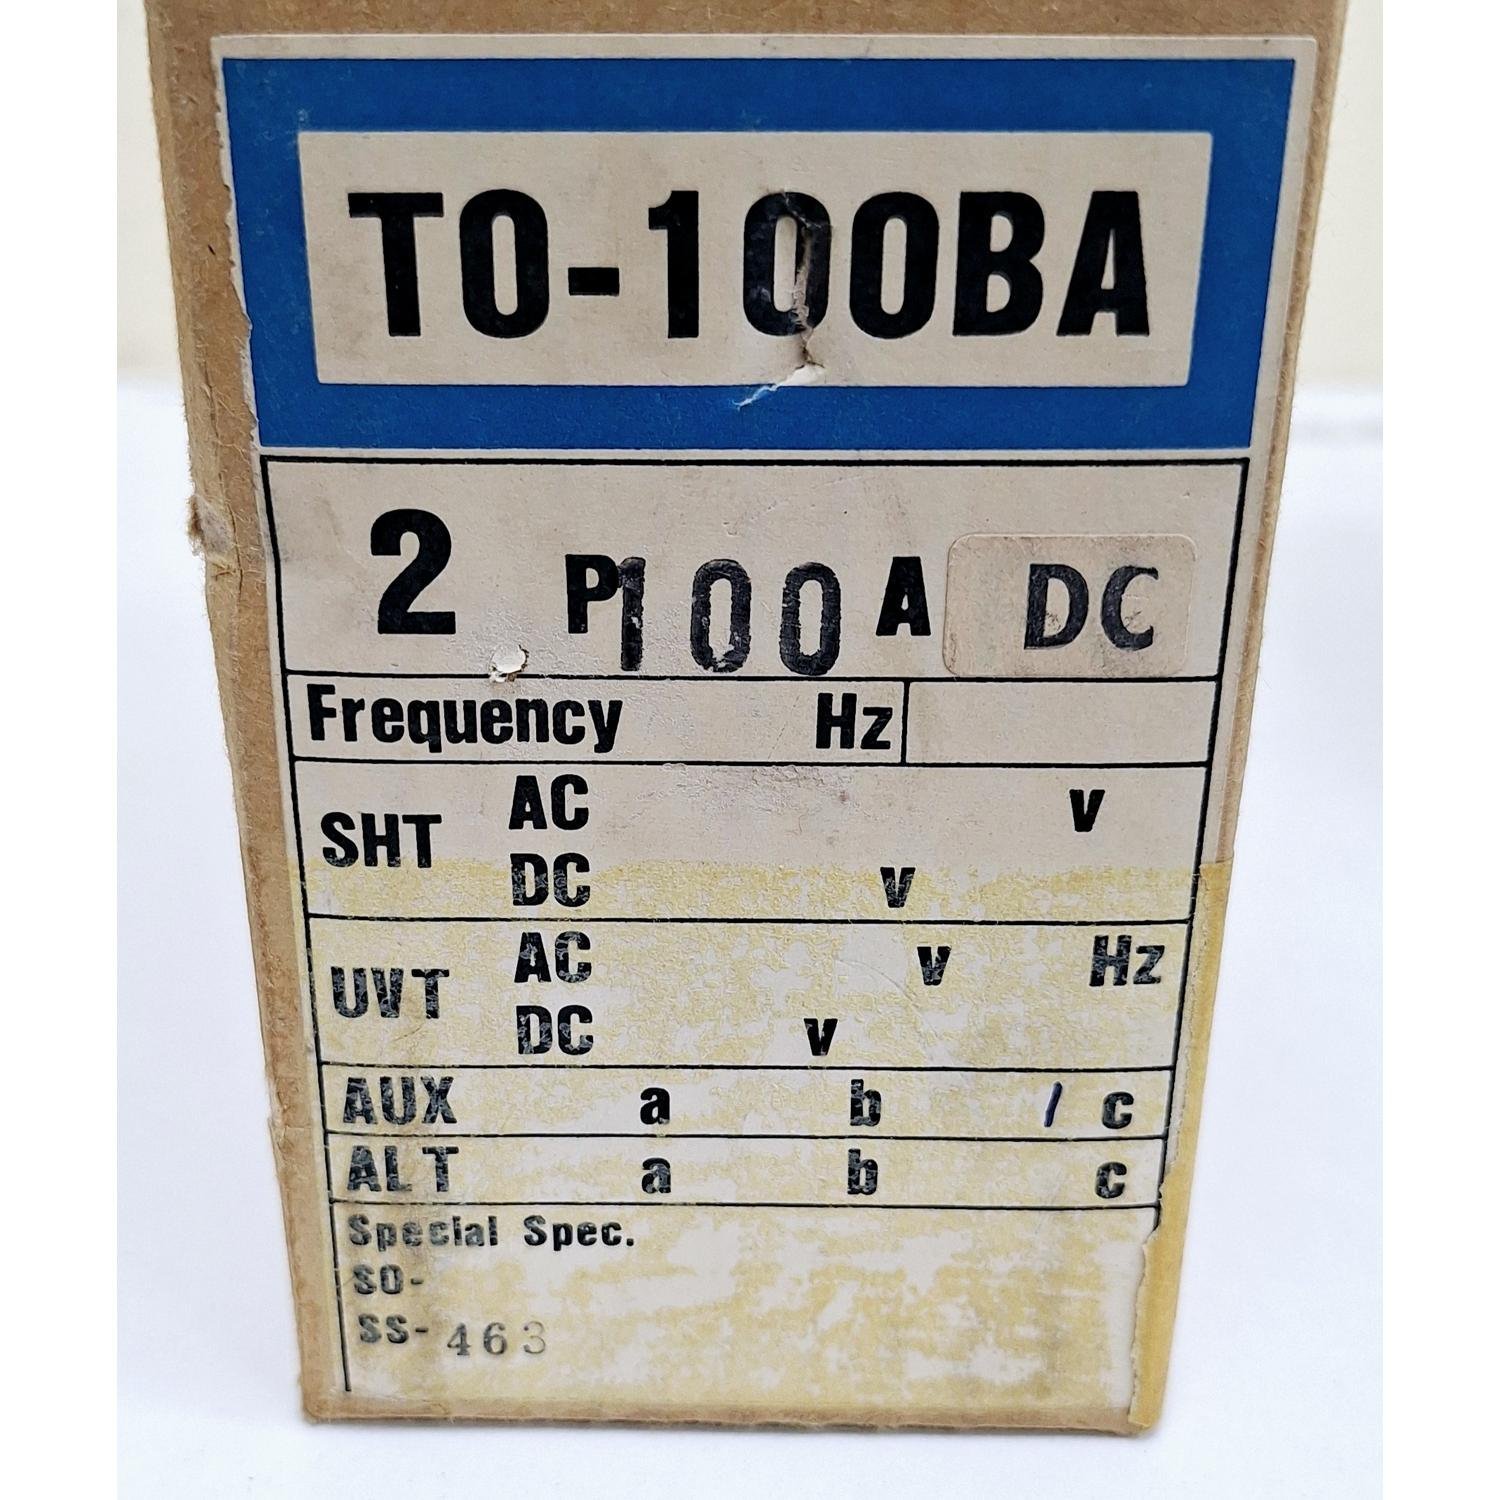 TO-100BA
2 P 100 A DC
Frequency Hz
SHT AC V
DC V
UVT AC V Hz
DC V
AUX a b 1 c
ALT a b c
Special Spec.
SO-
SS- 463